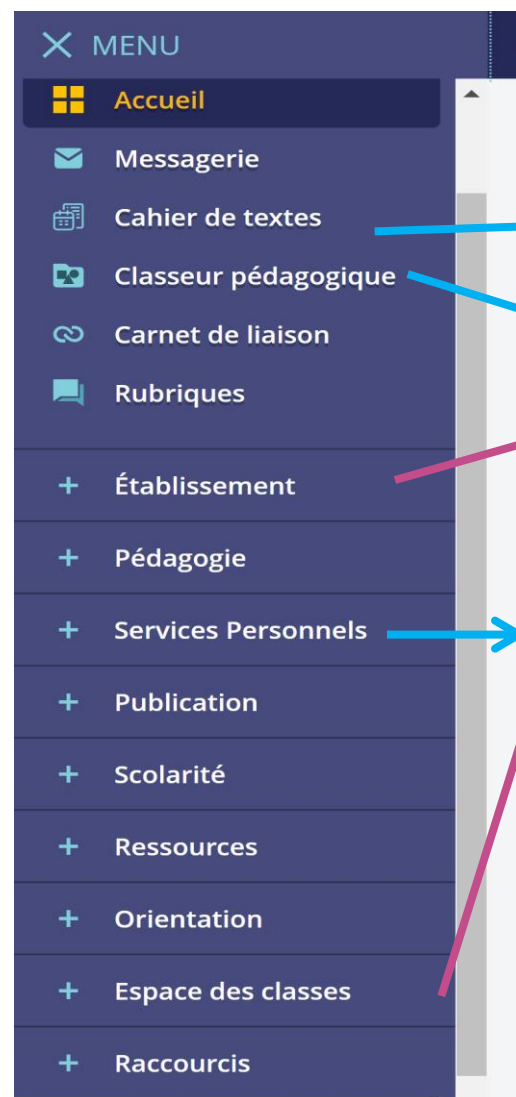 MENU
Accueil
Messagerie
Cahier de textes
Classeur pédagogique
Carnet de liaison
Rubriques
+ Établissement
+ Pédagogie
+ Services Personnels
+ Publication
+ Scolarité
+ Ressources
+ Orientation
+ Espace des classes
+ Raccourcis